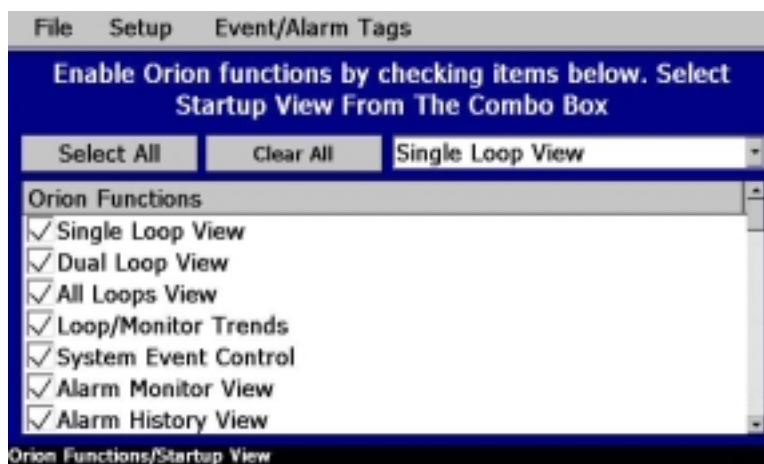 File Setup Event/Alarm Tags
Enable Orion functions by checking items below. Select
Startup View From The Combo Box
Select All Clear All Single Loop View
Orion Functions
Single Loop View
Dual Loop View
All Loops View
Loop/Monitor Trends
System Event Control
Alarm Monitor View
Alarm History View
Orion Functions/Startup View